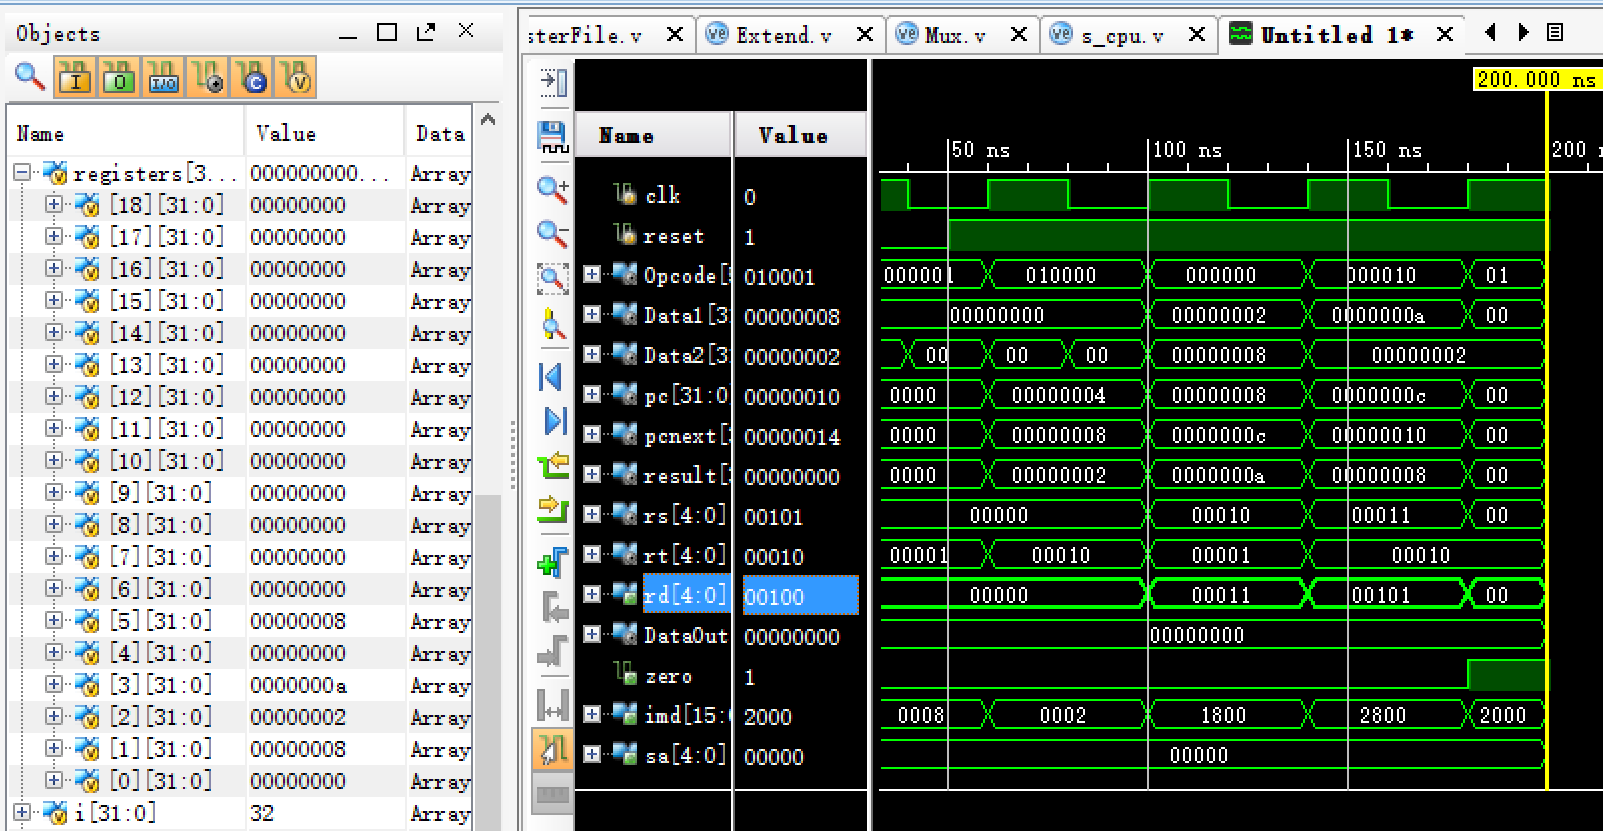 Objects
sterFile.v Extend.v Mux.v s_cpu.v Untitled 1*
I O I/O C V
Name Value Data
registers[3... 000000000... Array
[18][31:0] 00000000 Array
[17][31:0] 00000000 Array
[16][31:0] 00000000 Array
[15][31:0] 00000000 Array
[14][31:0] 00000000 Array
[13][31:0] 00000000 Array
[12][31:0] 00000000 Array
[11][31:0] 00000000 Array
[10][31:0] 00000000 Array
[9][31:0] 00000000 Array
[8][31:0] 00000000 Array
[7][31:0] 00000000 Array
[6][31:0] 00000000 Array
[5][31:0] 00000008 Array
[4][31:0] 00000000 Array
[3][31:0] 0000000a Array
[2][31:0] 00000002 Array
[1][31:0] 00000008 Array
[0][31:0] 00000000 Array
i[31:0] 32 Array
200.000 ns
Name Value
50 ns 100 ns 150 ns 200
clk 0
reset 1
Opcode[ 010001 000001 010000 000000 000010 01
Data1[3 00000008 00000000 00000002 0000000a 00
Data2[3 00000002 00 00 00 00000008 00000002
pc[31:0 00000010 0000 00000004 00000008 0000000c 00
pcnext[ 00000014 0000 00000008 0000000c 00000010 00
result[ 00000000 0000 00000002 0000000a 00000008 00
rs[4:0] 00101 00000 00010 00011 00
rt[4:0] 00010 00001 00010 00001 00010
rd[4:0] 00100 00000 00011 00101 00
DataOut 00000000 00000000
zero 1
imd[15: 2000 0008 0002 1800 2800 2000
sa[4:0] 00000 00000